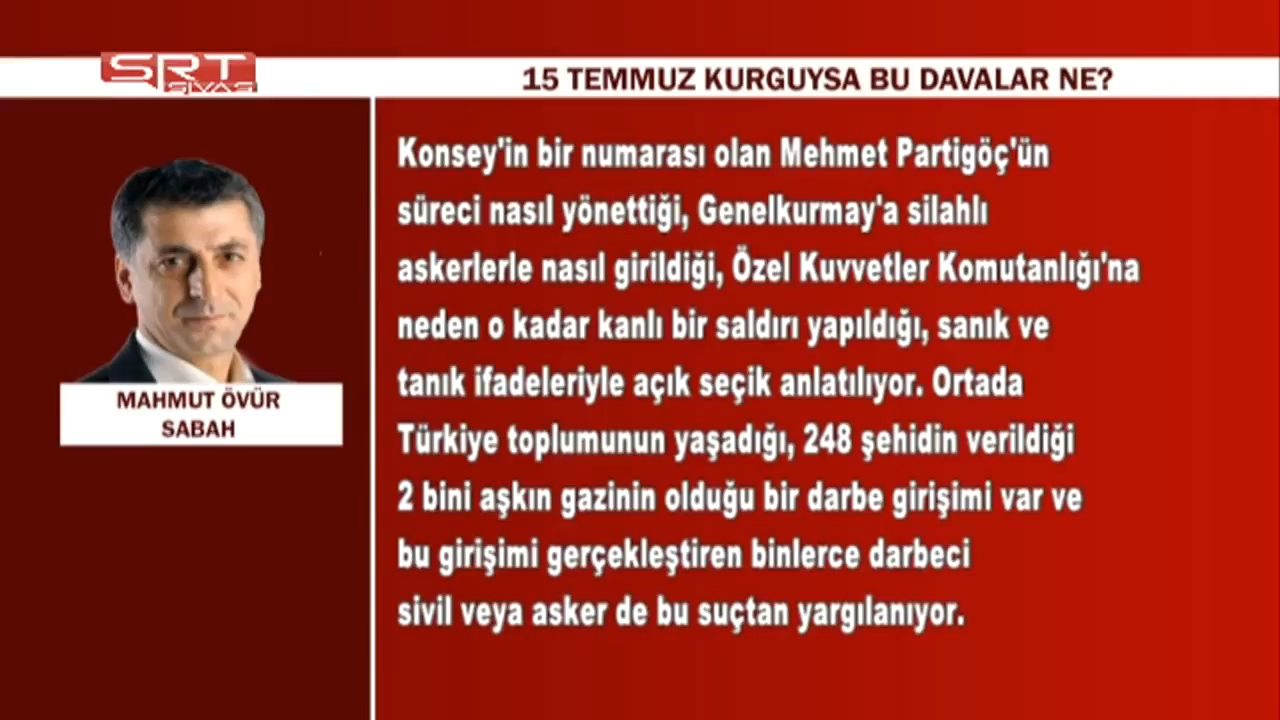 SRT
SİVAS
15 TEMMUZ KURGUYSA BU DAVALAR NE?
MAHMUT ÖVÜR
SABAH
Konsey'in bir numarası olan Mehmet Partigöç'ün
süreci nasıl yönettiği, Genelkurmay'a silahlı
askerlerle nasıl girildiği, Özel Kuvvetler Komutanlığı'na
neden o kadar kanlı bir saldırı yapıldığı, sanık ve
tanık ifadeleriyle açık seçik anlatılıyor. Ortada
Türkiye toplumunun yaşadığı, 248 şehidin verildiği
2 bini aşkın gazinin olduğu bir darbe girişimi var ve
bu girişimi gerçekleştiren binlerce darbeci
sivil veya asker de bu suçtan yargılanıyor.